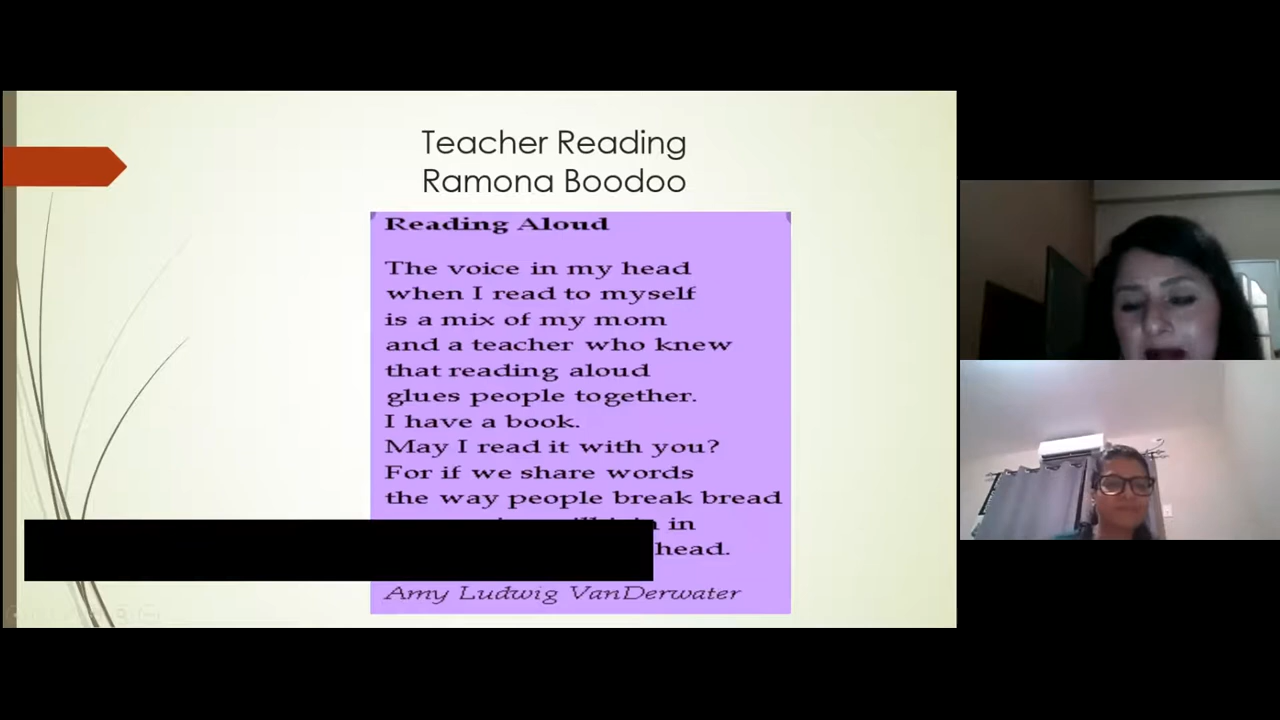 Teacher Reading
Ramona Boodoo
Reading Aloud
The voice in my head
when I read to myself
is a mix of my mom
and a teacher who knew
that reading aloud
glues people together.
I have a book.
May I read it with you?
For if we share words
the way people break bread
in
head.
Amy Ludwig VanDerwater